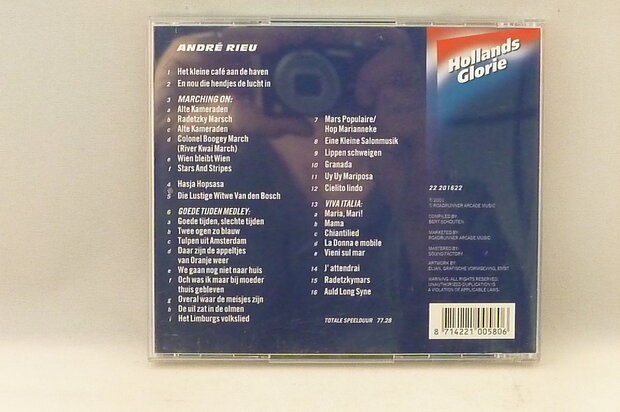 ANDRÉ RIEU
1 Het kleine café aan de haven
2 En nou die hendjes de lucht in
3 MARCHING ON:
a Alte Kameraden
b Radetzky Marsch
c Alte Kameraden
d Colonel Boogey March
(River Kwai March)
e Wien bleibt Wien
f Stars And Stripes
4 Hasja Hopsasa
5 Die Lustige Witwe Van den Bosch
6 GOEDE TIJDEN MEDLEY:
a Goede tijden, slechte tijden
b Twee ogen zo blauw
c Tulpen uit Amsterdam
d Daar zijn de appeltjes
van Oranje weer
e We gaan nog niet naar huis
f Och was ik maar bij moeder
thuis gebleven
g Overal waar de meisjes zijn
h De uil zat in de olmen
i Het Limburgs volkslied
7 Mars Populaire/
Hop Marianneke
8 Eine Kleine Salonmusik
9 Lippen schweigen
10 Granada
11 Uy Uy Mariposa
12 Cielito lindo
13 VIVA ITALIA:
a Maria, Mari!
b Mama
c Chiantilied
d La Donna e mobile
e Vieni sul mar
14 J' attendrai
15 Radetzkymars
16 Auld Long Syne
TOTALE SPEELDUUR 77.28
Hollands
Glorie
22 201622
ROADRUNNER ARCADE MUSIC
COMPILED BY:
BERT SCHOUTEN
MARKETED BY:
ROADRUNNER ARCADE MUSIC
MASTERED BY:
SOUND FACTORY
ARTWORK BY:
ELIAN, GRAFISCHE VORMGEVING, EMST
WARNING: ALL RIGHTS RESERVED.
UNAUTHORIZED DUPLICATION IS
A VIOLATION OF APPLICABLE LAWS.
8 714221 005806